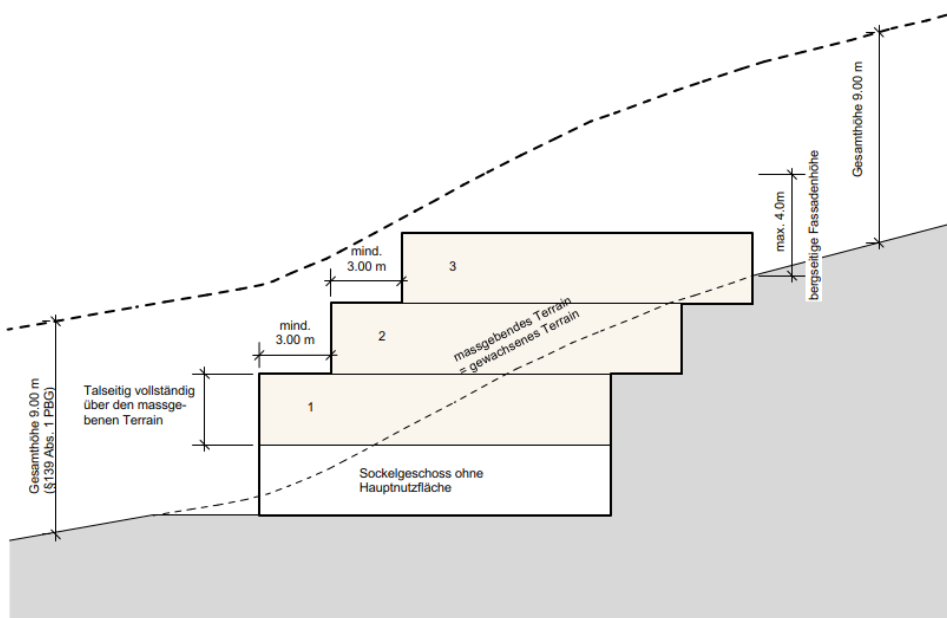 Gesamthöhe 9.00 m
max. 4.0m
bergseitige Fassadenhöhe
mind.
3.00 m
3
mind.
3.00 m
2
massgebendes Terrain
= gewachsenes Terrain
Talseitig vollständig
über den massge-
benen Terrain
1
Gesamthöhe 9.00 m
(§139 Abs. 1 PBG)
Sockelgeschoss ohne
Hauptnutzfläche